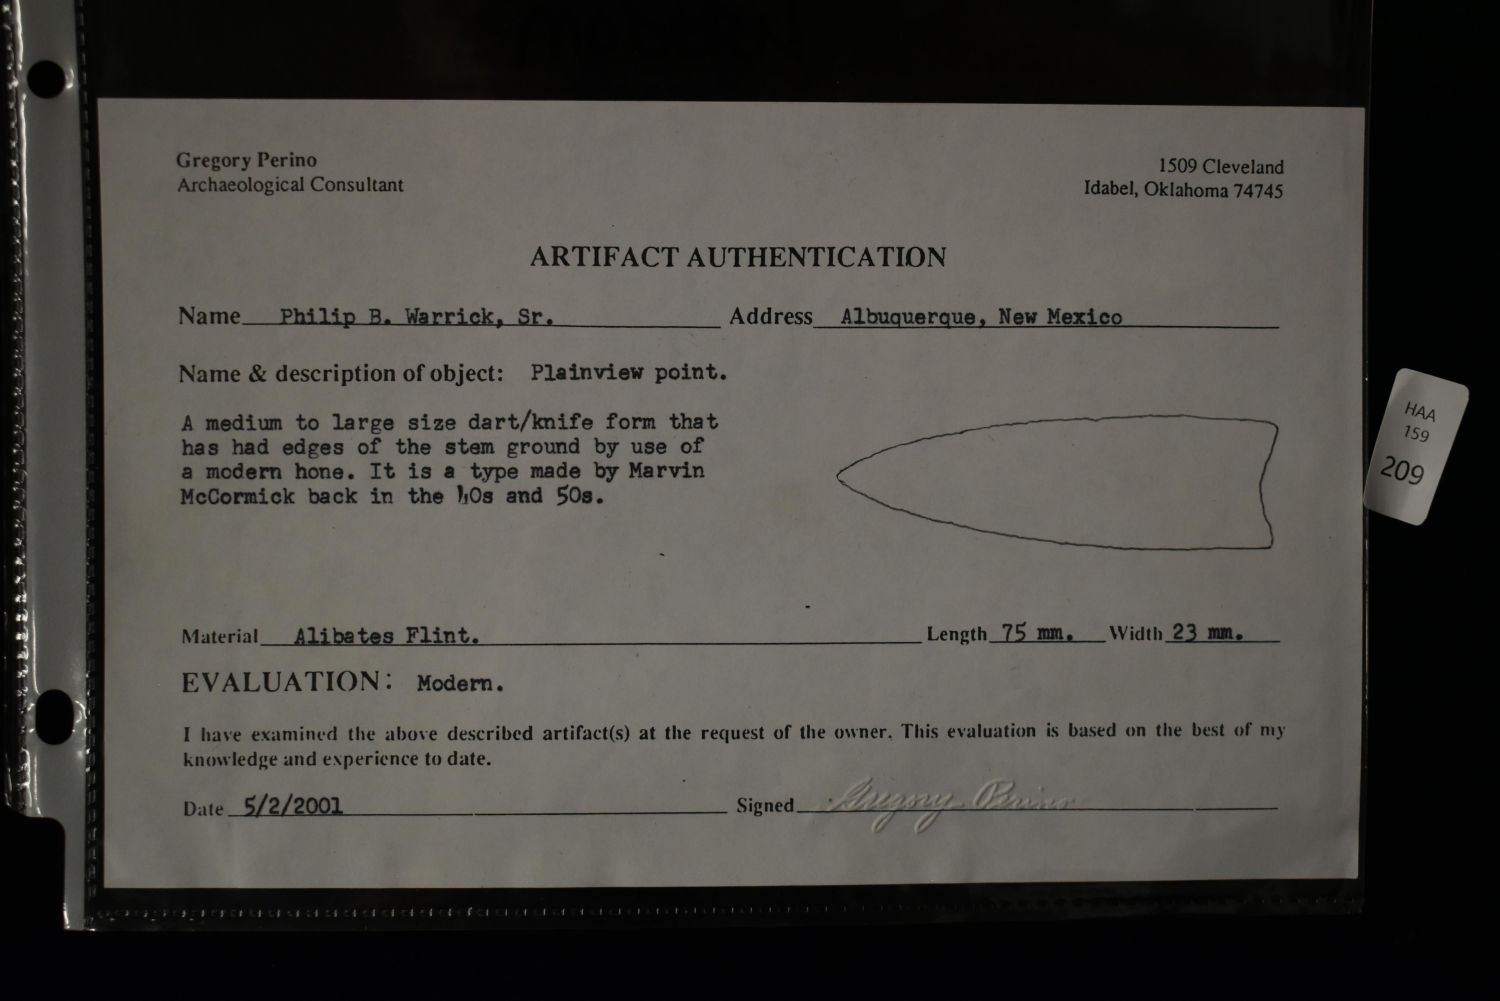 Gregory Perino
Archaeological Consultant
1509 Cleveland
Idabel, Oklahoma 74745
ARTIFACT AUTHENTICATION
Name Philip B. Warrick, Sr. Address Albuquerque, New Mexico
Name & description of object: Plainview point.
A medium to large size dart/knife form that
has had edges of the stem ground by use of
a modern hone. It is a type made by Marvin
McCormick back in the 40s and 50s.
HAA
159
209
Material Alibates Flint. Length 75 mm. Width 23 mm.
EVALUATION: Modern.
I have examined the above described artifact(s) at the request of the owner. This evaluation is based on the best of my
knowledge and experience to date.
Date 5/2/2001 Signed Gregory Perino